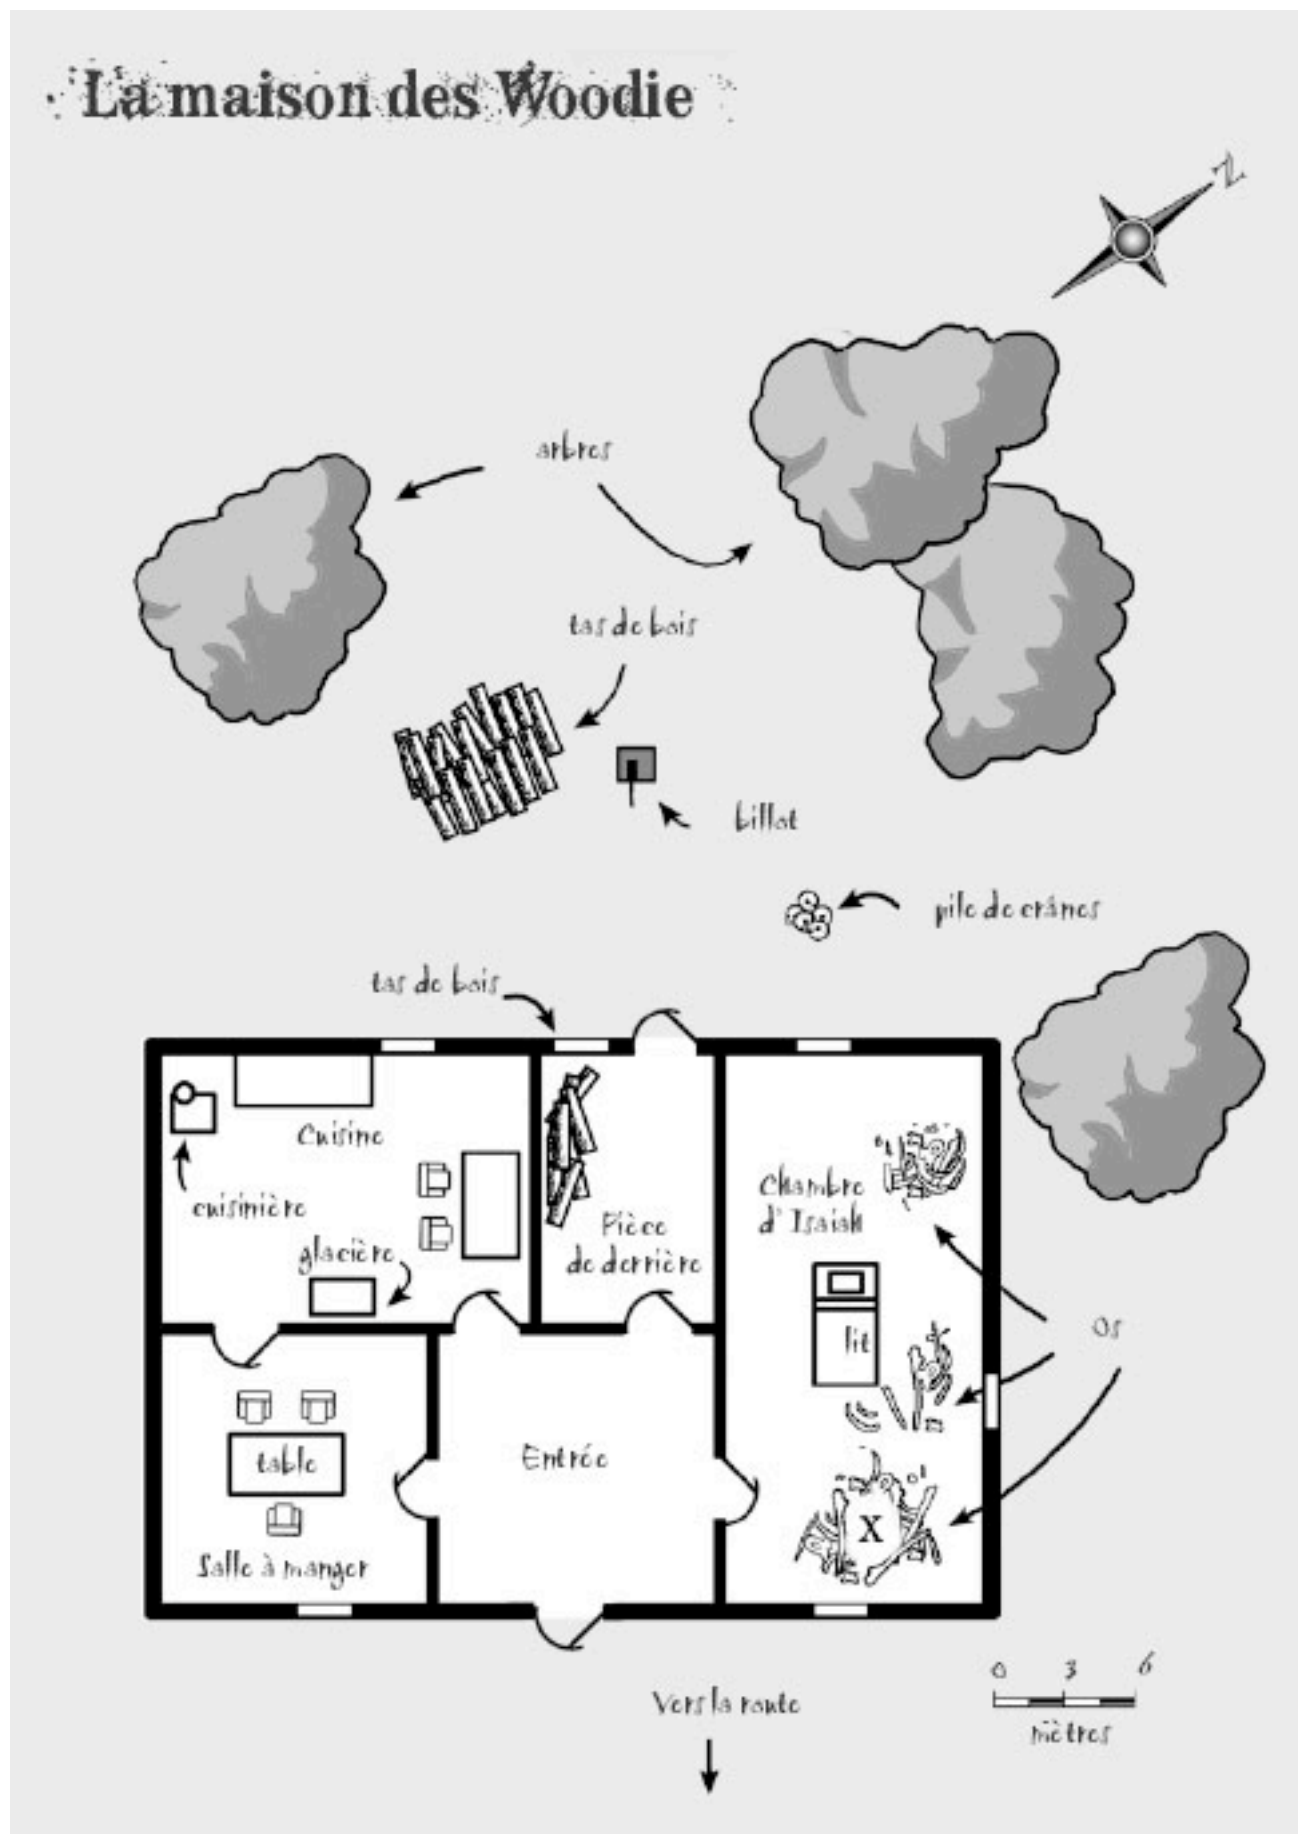 La maison des Woodie
N
arbres
tas de bois
billot
pile de crânes
tas de bois
Cuisine
cuisinière
glacière
Pièce
de derrière
Chambre
d'Isaiah
lit
Os
table
Salle à manger
Entrée
X
Vers la route
0 3 6
mètres